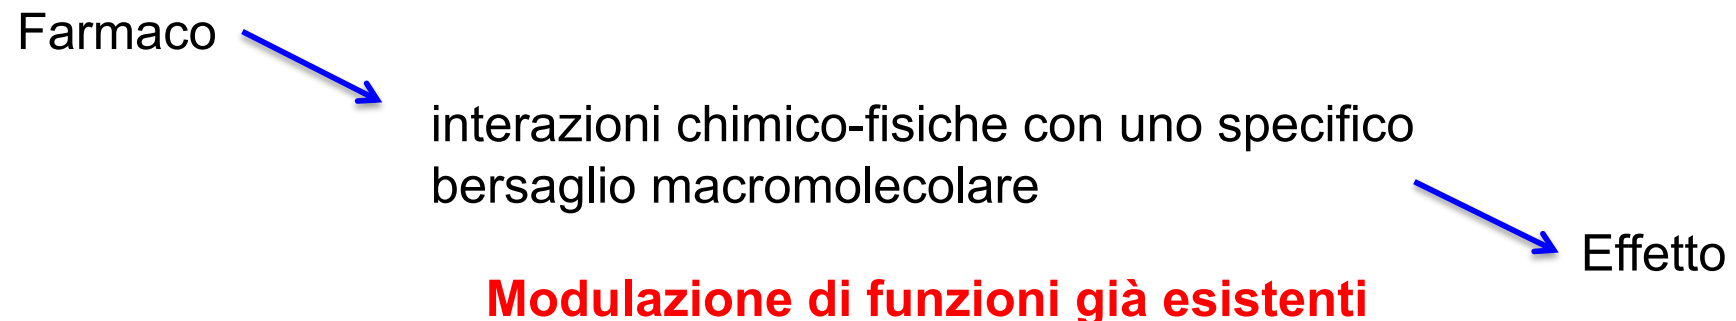 Farmaco
interazioni chimico-fisiche con uno specifico
bersaglio macromolecolare
Effetto
Modulazione di funzioni già esistenti